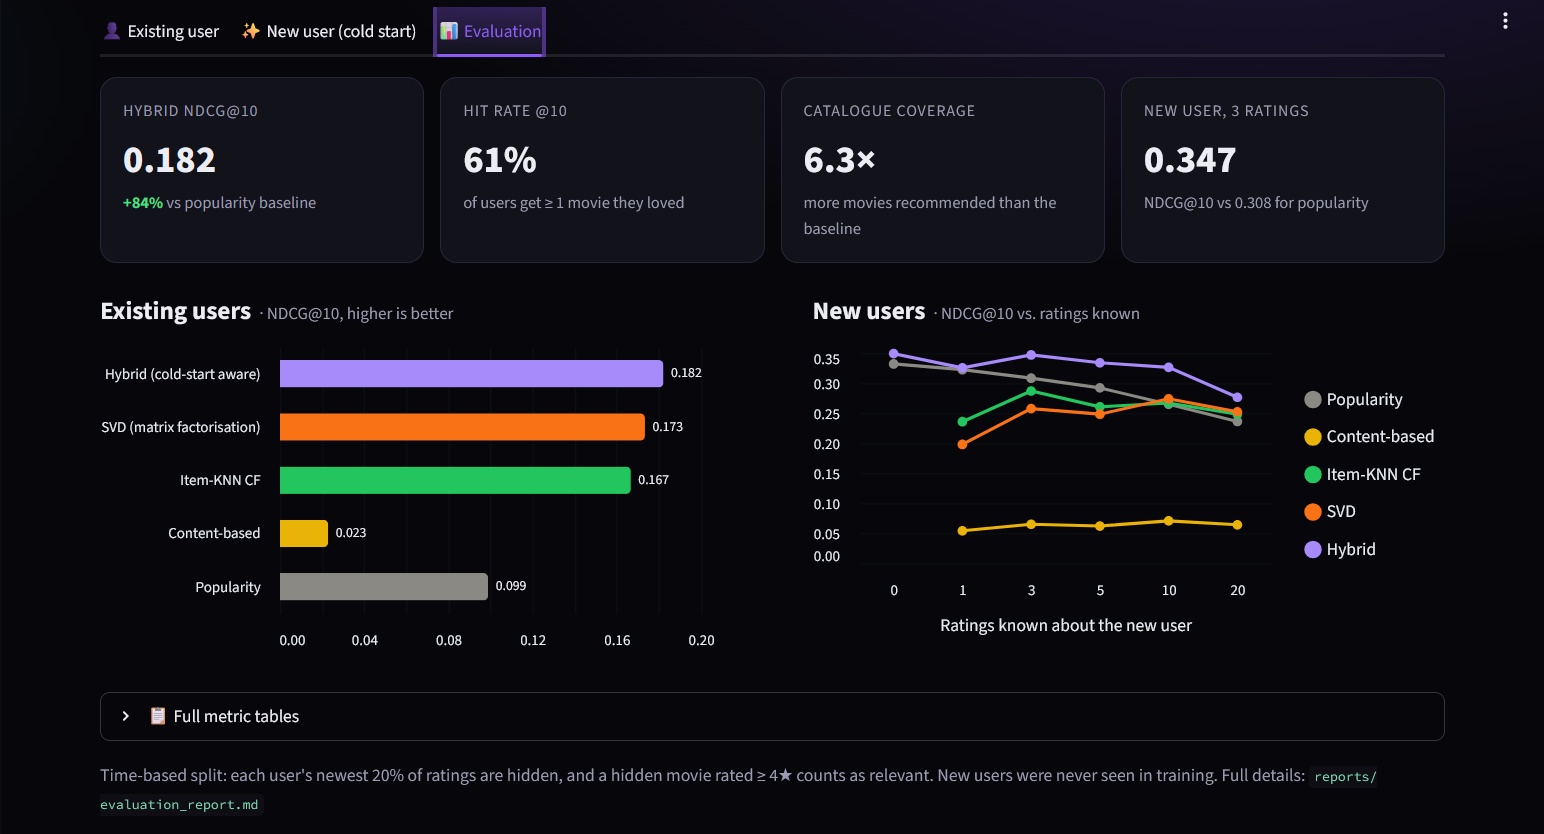 Existing user
New user (cold start)
Evaluation
HYBRID NDCG@10
0.182
+84% vs popularity baseline
HIT RATE @10
61%
of users get ≥ 1 movie they loved
CATALOGUE COVERAGE
6.3×
more movies recommended than the
baseline
NEW USER, 3 RATINGS
0.347
NDCG@10 vs 0.308 for popularity
Existing users · NDCG@10, higher is better
Hybrid (cold-start aware) 0.182
SVD (matrix factorisation) 0.173
Item-KNN CF 0.167
Content-based 0.023
Popularity 0.099
0.00 0.04 0.08 0.12 0.16 0.20
New users · NDCG@10 vs. ratings known
0.35
0.30
0.25
0.20
0.15
0.10
0.05
0.00
0 1 3 5 10 20
Ratings known about the new user
Popularity
Content-based
Item-KNN CF
SVD
Hybrid
Full metric tables
Time-based split: each user's newest 20% of ratings are hidden, and a hidden movie rated ≥ 4★ counts as relevant. New users were never seen in training. Full details: reports/
evaluation_report.md